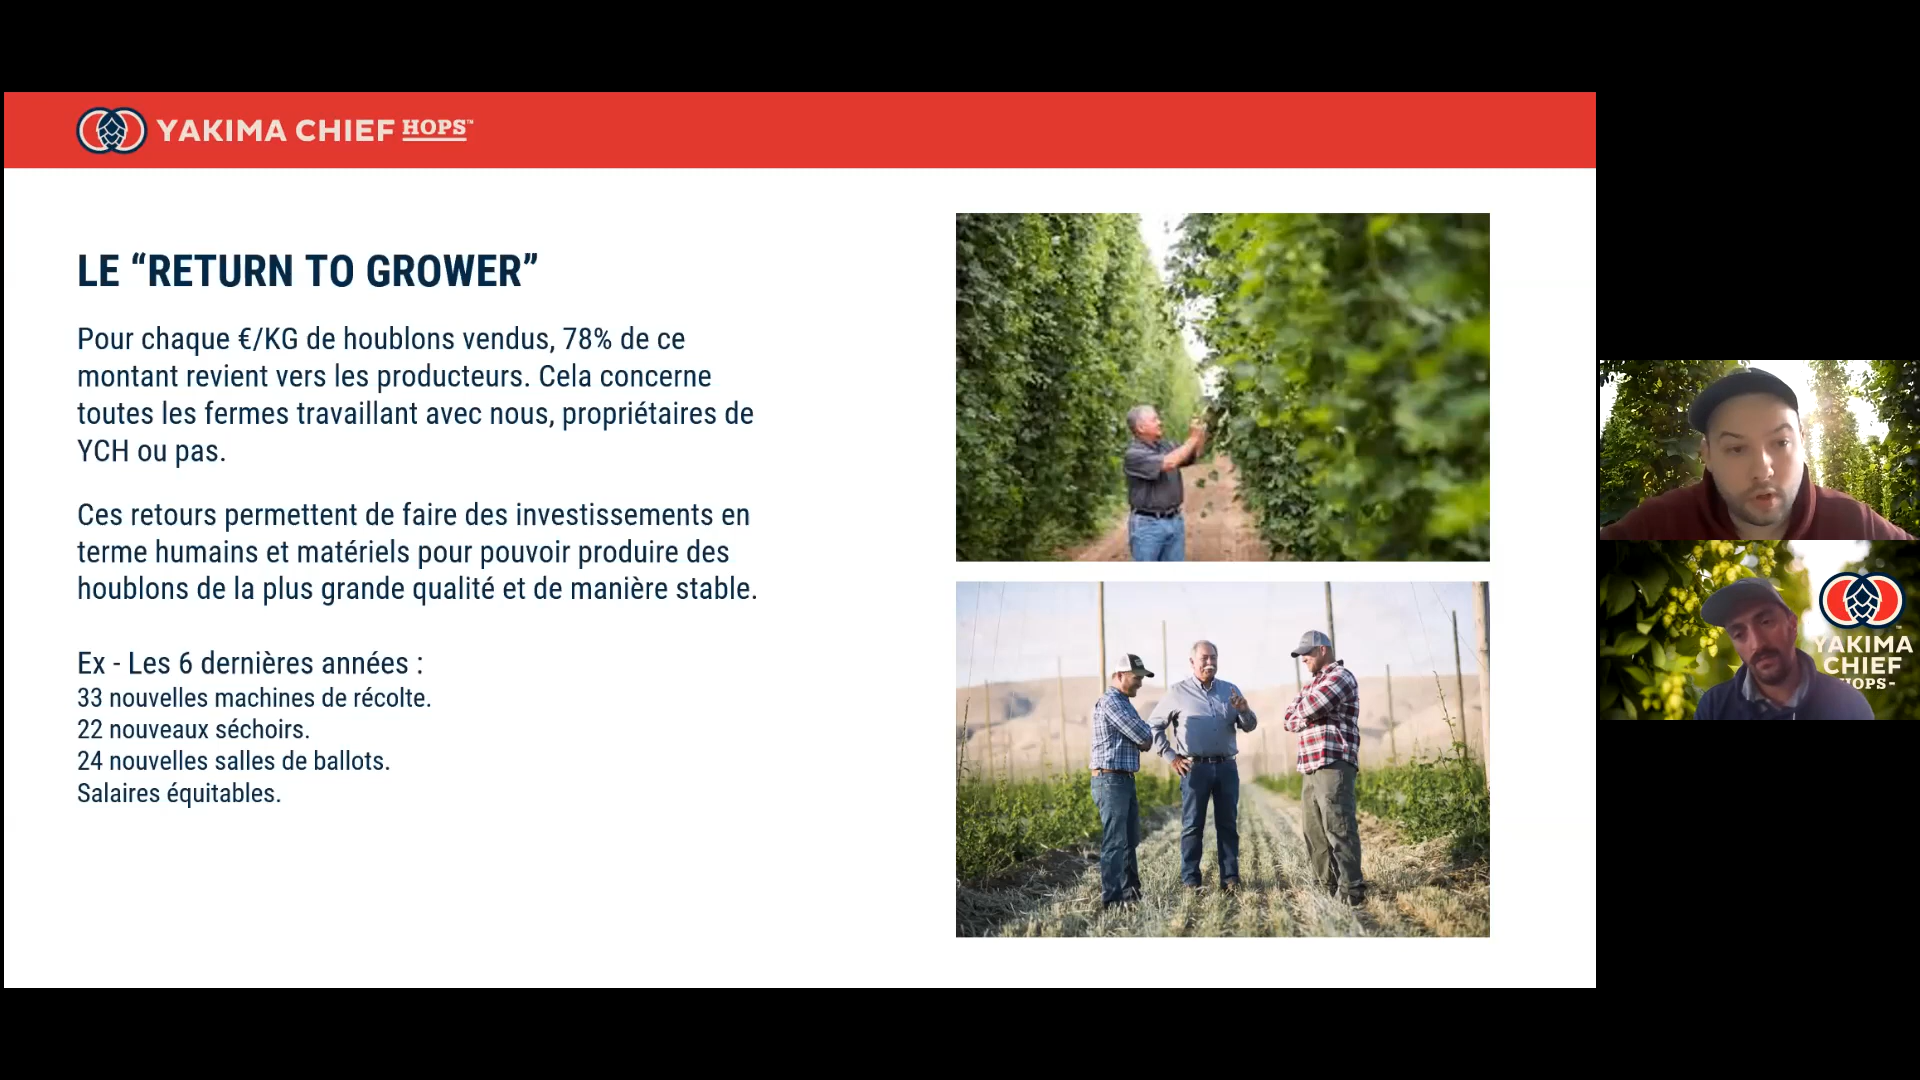 YAKIMA CHIEF HOPS™
LE “RETURN TO GROWER”
Pour chaque €/KG de houblons vendus, 78% de ce
montant revient vers les producteurs. Cela concerne
toutes les fermes travaillant avec nous, propriétaires de
YCH ou pas.
Ces retours permettent de faire des investissements en
terme humains et matériels pour pouvoir produire des
houblons de la plus grande qualité et de manière stable.
Ex - Les 6 dernières années :
33 nouvelles machines de récolte.
22 nouveaux séchoirs.
24 nouvelles salles de ballots.
Salaires équitables.
YAKIMA
CHIEF
HOPS